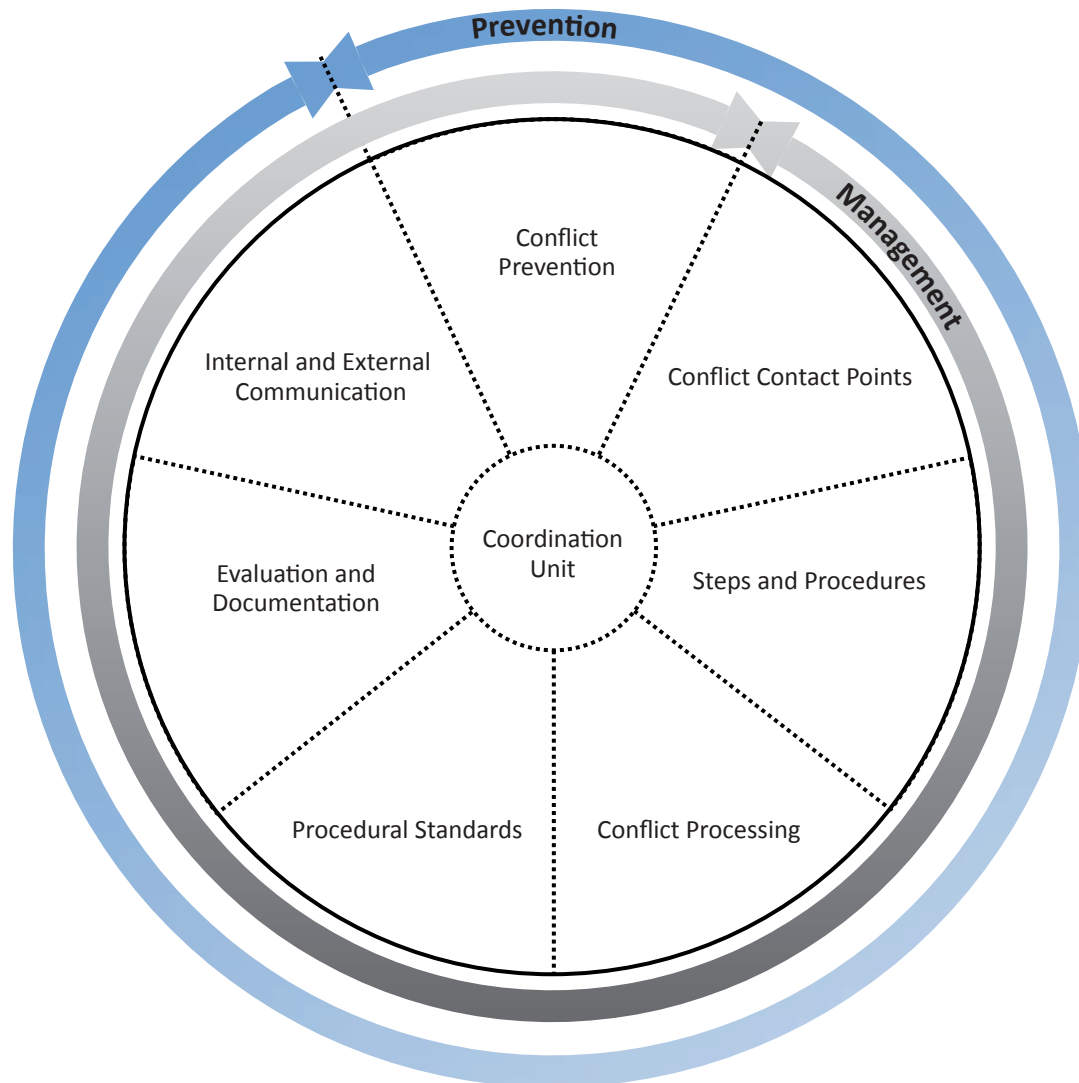 Prevention
Management
Conflict
Prevention
Internal and External
Communication
Conflict Contact Points
Coordination
Unit
Evaluation and
Documentation
Steps and Procedures
Procedural Standards
Conflict Processing